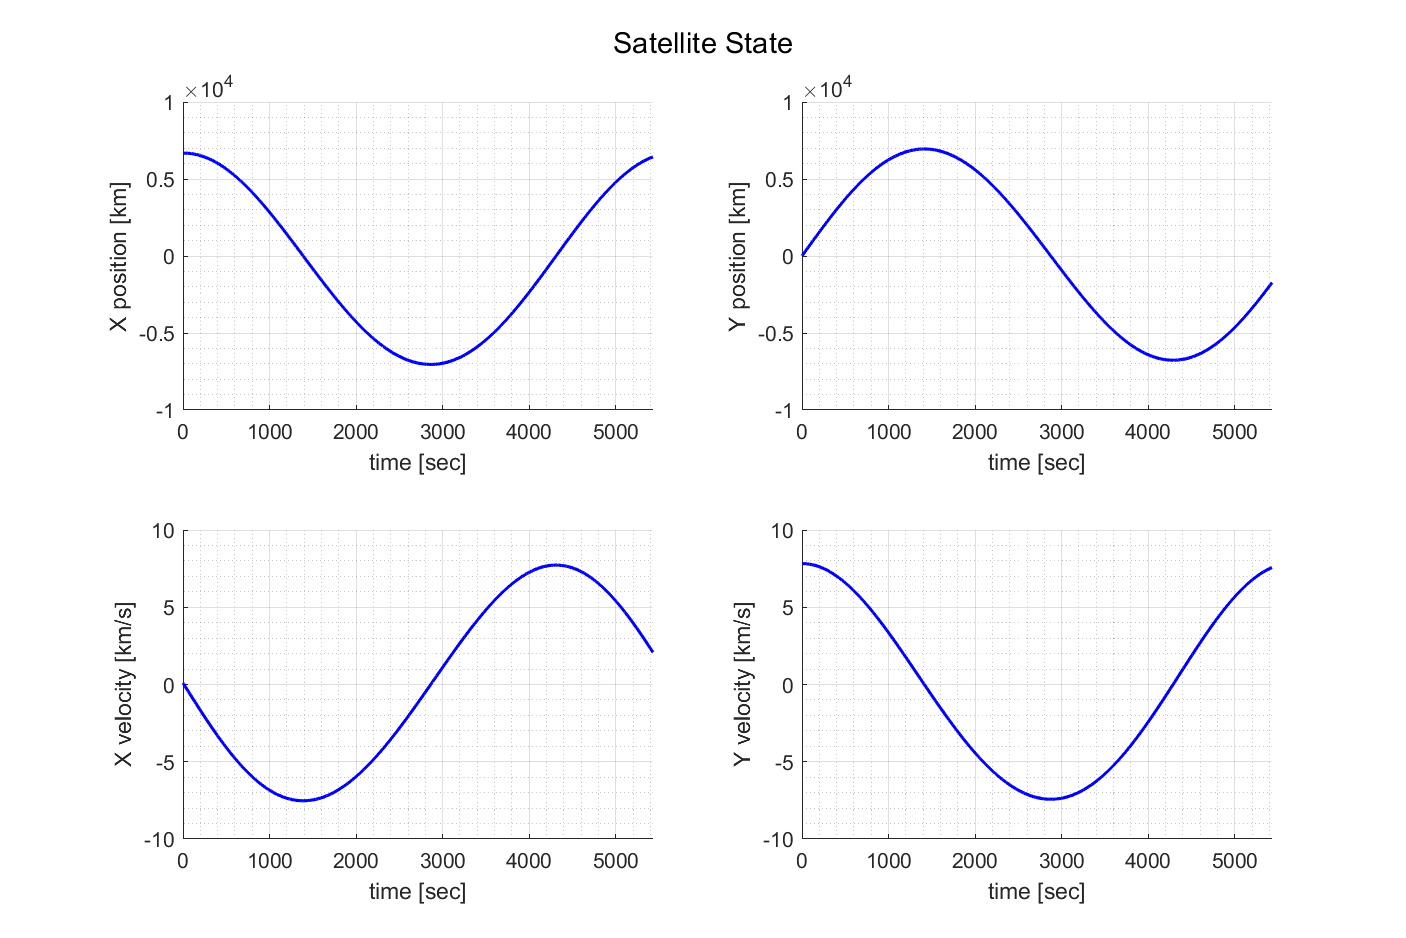 Satellite State
×10^4
1
0.5
0
-0.5
-1
X position [km]
0 1000 2000 3000 4000 5000
time [sec]
×10^4
1
0.5
0
-0.5
-1
Y position [km]
0 1000 2000 3000 4000 5000
time [sec]
10
5
0
-5
-10
X velocity [km/s]
0 1000 2000 3000 4000 5000
time [sec]
10
5
0
-5
-10
Y velocity [km/s]
0 1000 2000 3000 4000 5000
time [sec]